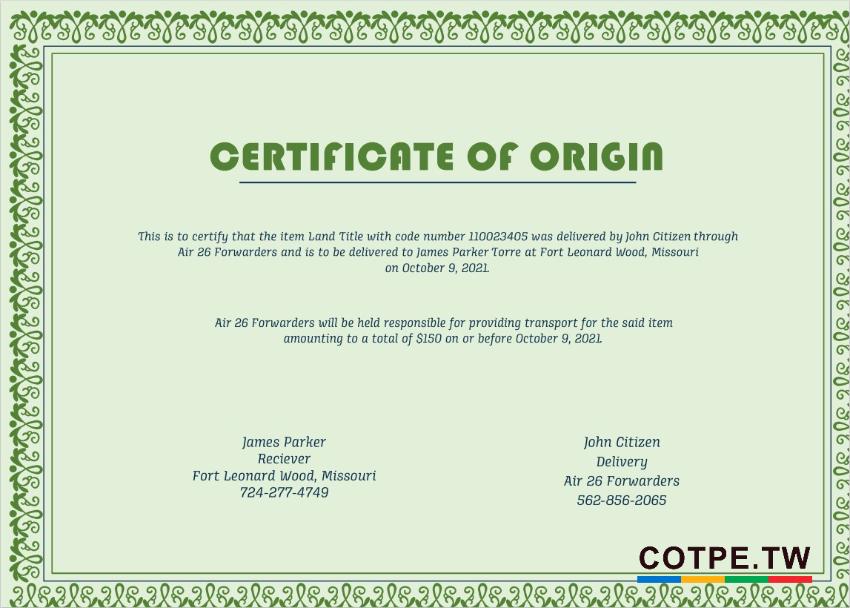 CERTIFICATE OF ORIGIN
This is to certify that the item Land Title with code number 110023405 was delivered by John Citizen through
Air 26 Forwarders and is to be delivered to James Parker Torre at Fort Leonard Wood, Missouri
on October 9, 2021.
Air 26 Forwarders will be held responsible for providing transport for the said item
amounting to a total of $150 on or before October 9, 2021.
James Parker
Reciever
Fort Leonard Wood, Missouri
724-277-4749
John Citizen
Delivery
Air 26 Forwarders
562-856-2065
COTPE.TW